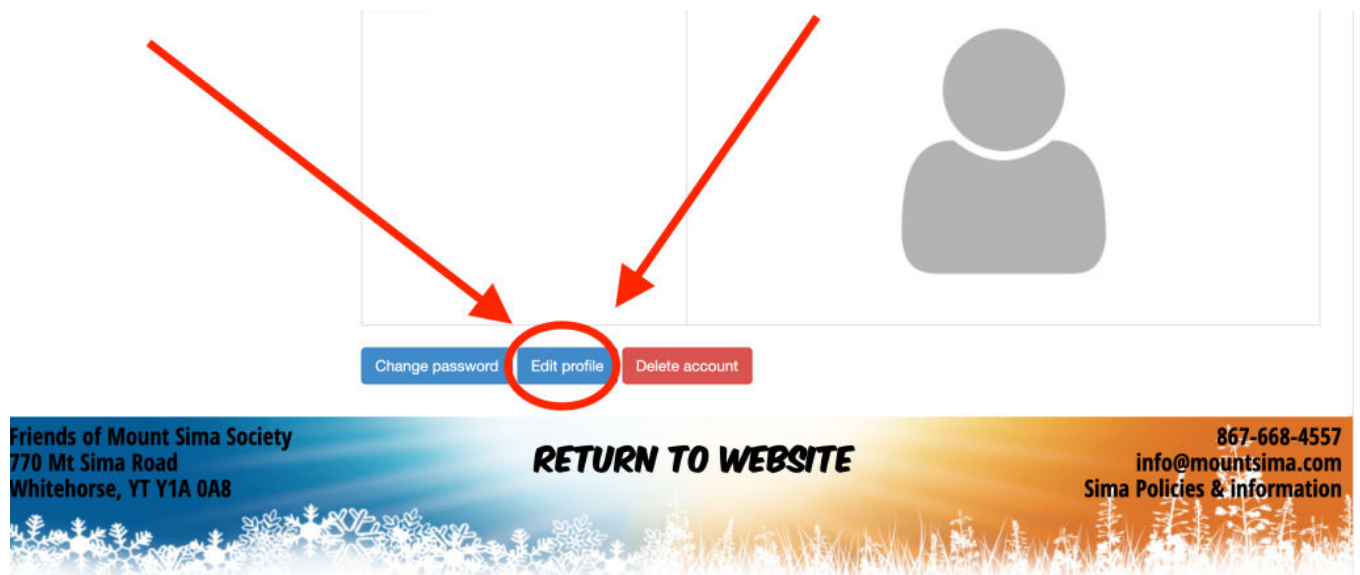 Change password
Edit profile
Delete account
Friends of Mount Sima Society
770 Mt Sima Road
Whitehorse, YT Y1A 0A8
RETURN TO WEBSITE
867-668-4557
info@mountsima.com
Sima Policies & information